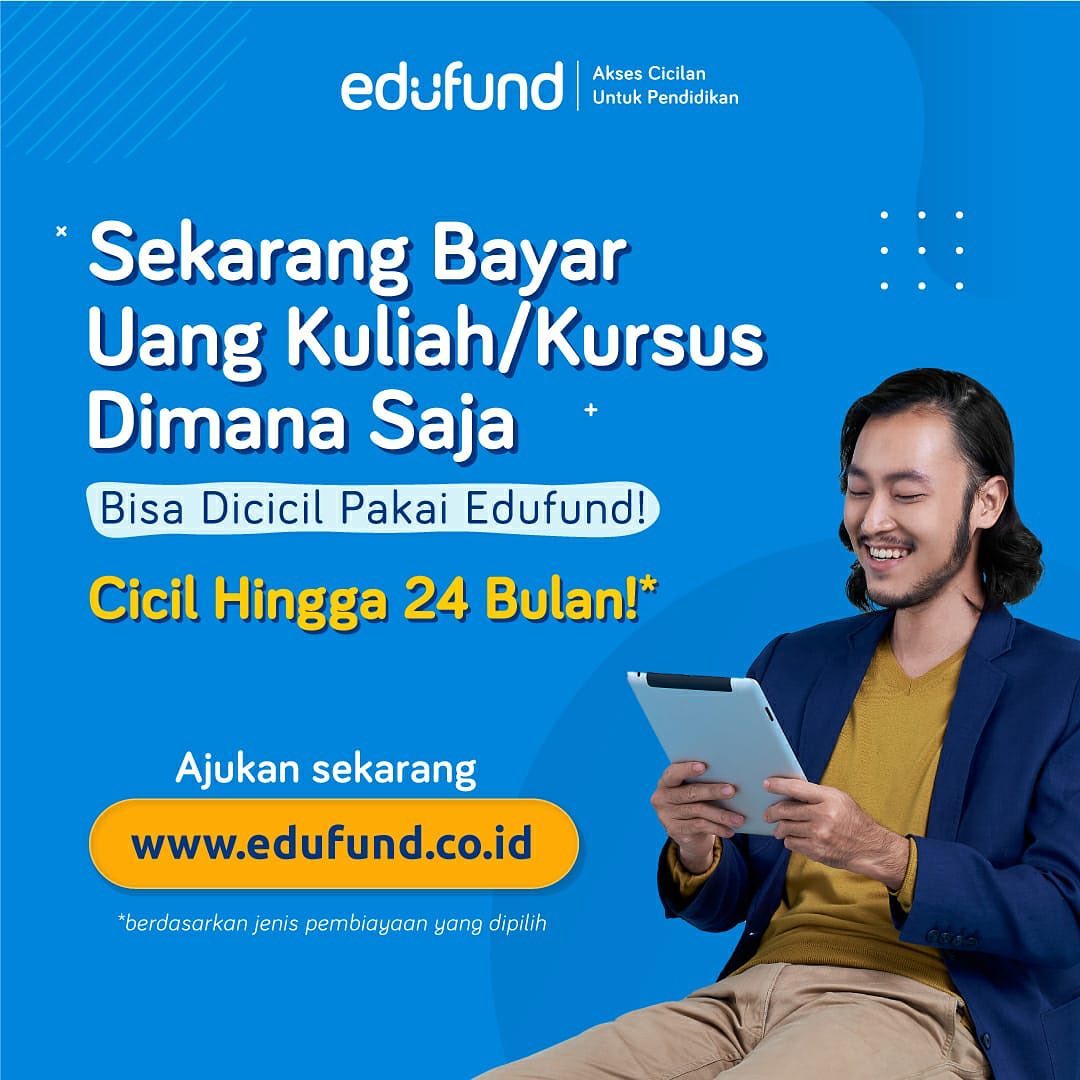 edufund
Akses Cicilan
Untuk Pendidikan
Sekarang Bayar
Uang Kuliah/Kursus
Dimana Saja
Bisa Dicicil Pakai Edufund!
Cicil Hingga 24 Bulan!*
Ajukan sekarang
www.edufund.co.id
*berdasarkan jenis pembiayaan yang dipilih